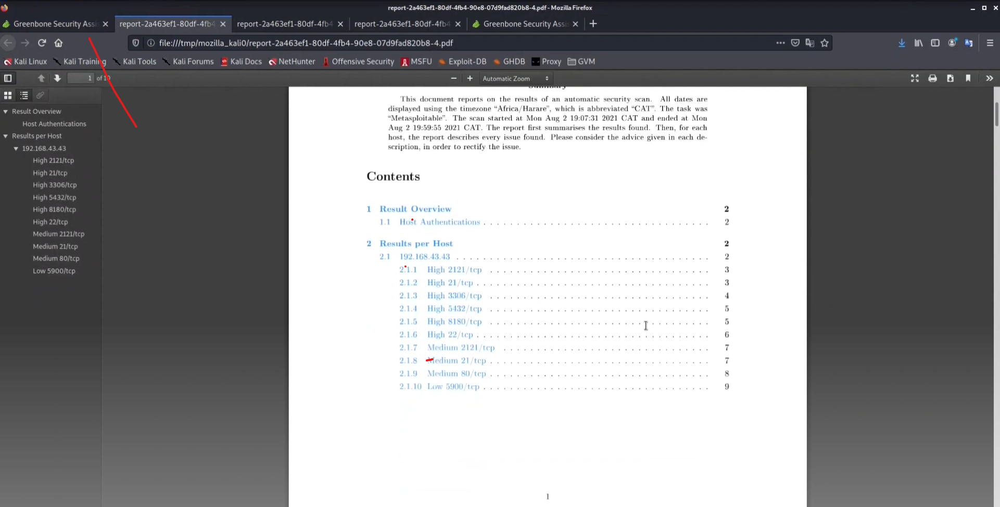 report-2a463ef1-80df-4fb4-90e8-07d9fad820b8-4.pdf - Mozilla Firefox
Greenbone Security Assi
report-2a463ef1-80df-4fb4
report-2a463ef1-80df-4fb4
report-2a463ef1-80df-4fb4
Greenbone Security Assi
file:///tmp/mozilla_kali0/report-2a463ef1-80df-4fb4-90e8-07d9fad820b8-4.pdf
Kali Linux Kali Training Kali Tools Kali Forums Kali Docs NetHunter Offensive Security MSFU Exploit-DB GHDB Proxy GVM
1 of 10 Automatic Zoom
Result Overview
Host Authentications
Results per Host
192.168.43.43
High 2121/tcp
High 21/tcp
High 3306/tcp
High 5432/tcp
High 8180/tcp
High 22/tcp
Medium 2121/tcp
Medium 21/tcp
Medium 80/tcp
Low 5900/tcp
Summary
This document reports on the results of an automatic security scan. All dates are
displayed using the timezone “Africa/Harare”, which is abbreviated “CAT”. The task was
“Metasploitable”. The scan started at Mon Aug 2 19:07:31 2021 CAT and ended at Mon
Aug 2 19:59:55 2021 CAT. The report first summarises the results found. Then, for each
host, the report describes every issue found. Please consider the advice given in each de-
scription, in order to rectify the issue.
Contents
1 Result Overview 2
1.1 Host Authentications . . . . . . . . . . . . . . . . . . . . . . . . . . . . . . . . . 2
2 Results per Host 2
2.1 192.168.43.43 . . . . . . . . . . . . . . . . . . . . . . . . . . . . . . . . . . . . . 2
2.1.1 High 2121/tcp . . . . . . . . . . . . . . . . . . . . . . . . . . . . . . . . 3
2.1.2 High 21/tcp . . . . . . . . . . . . . . . . . . . . . . . . . . . . . . . . . . 3
2.1.3 High 3306/tcp . . . . . . . . . . . . . . . . . . . . . . . . . . . . . . . . 4
2.1.4 High 5432/tcp . . . . . . . . . . . . . . . . . . . . . . . . . . . . . . . . 5
2.1.5 High 8180/tcp . . . . . . . . . . . . . . . . . . . . . . . . . . . . . . . . 5
2.1.6 High 22/tcp . . . . . . . . . . . . . . . . . . . . . . . . . . . . . . . . . . 6
2.1.7 Medium 2121/tcp . . . . . . . . . . . . . . . . . . . . . . . . . . . . . . 7
2.1.8 Medium 21/tcp . . . . . . . . . . . . . . . . . . . . . . . . . . . . . . . . 7
2.1.9 Medium 80/tcp . . . . . . . . . . . . . . . . . . . . . . . . . . . . . . . . 8
2.1.10 Low 5900/tcp . . . . . . . . . . . . . . . . . . . . . . . . . . . . . . . . . 9
1